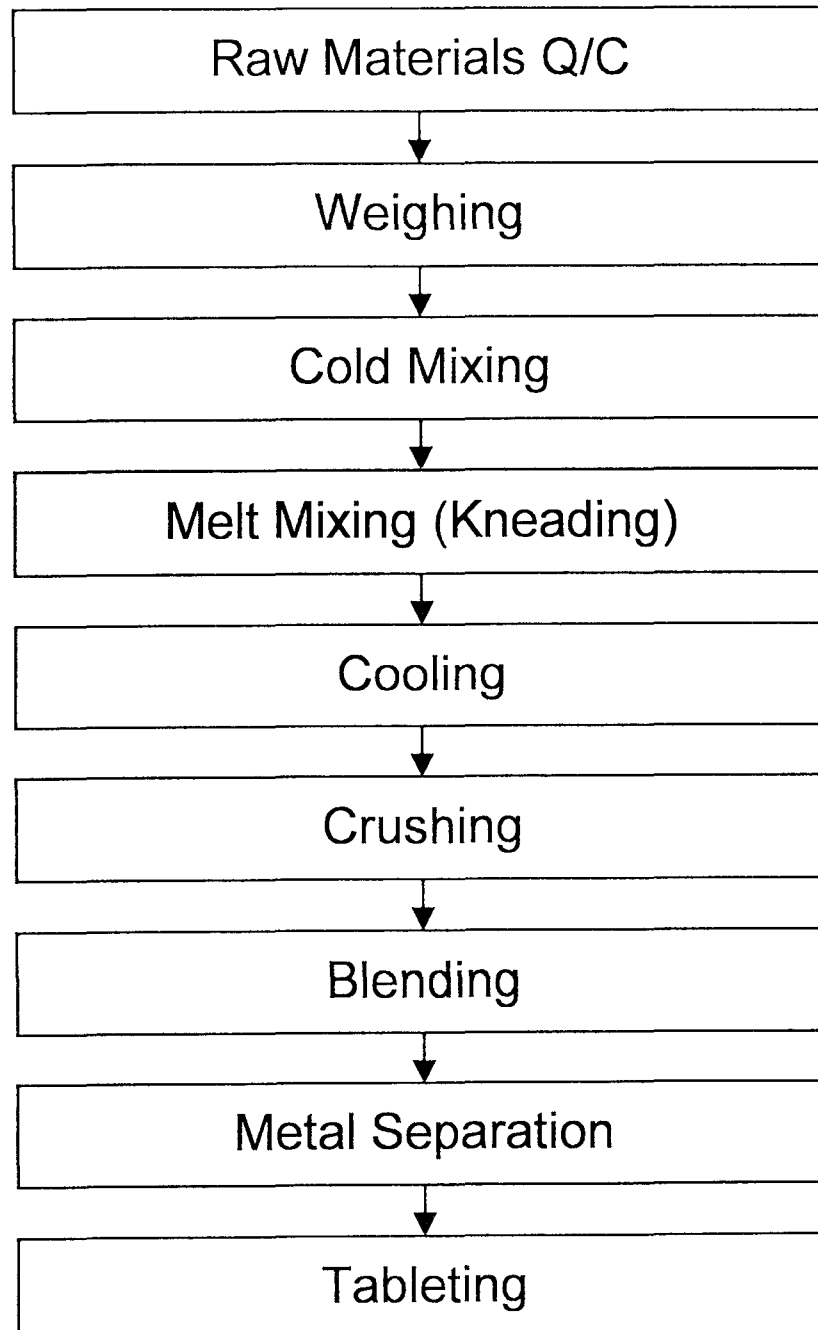 Raw Materials Q/C
Weighing
Cold Mixing
Melt Mixing (Kneading)
Cooling
Crushing
Blending
Metal Separation
Tableting